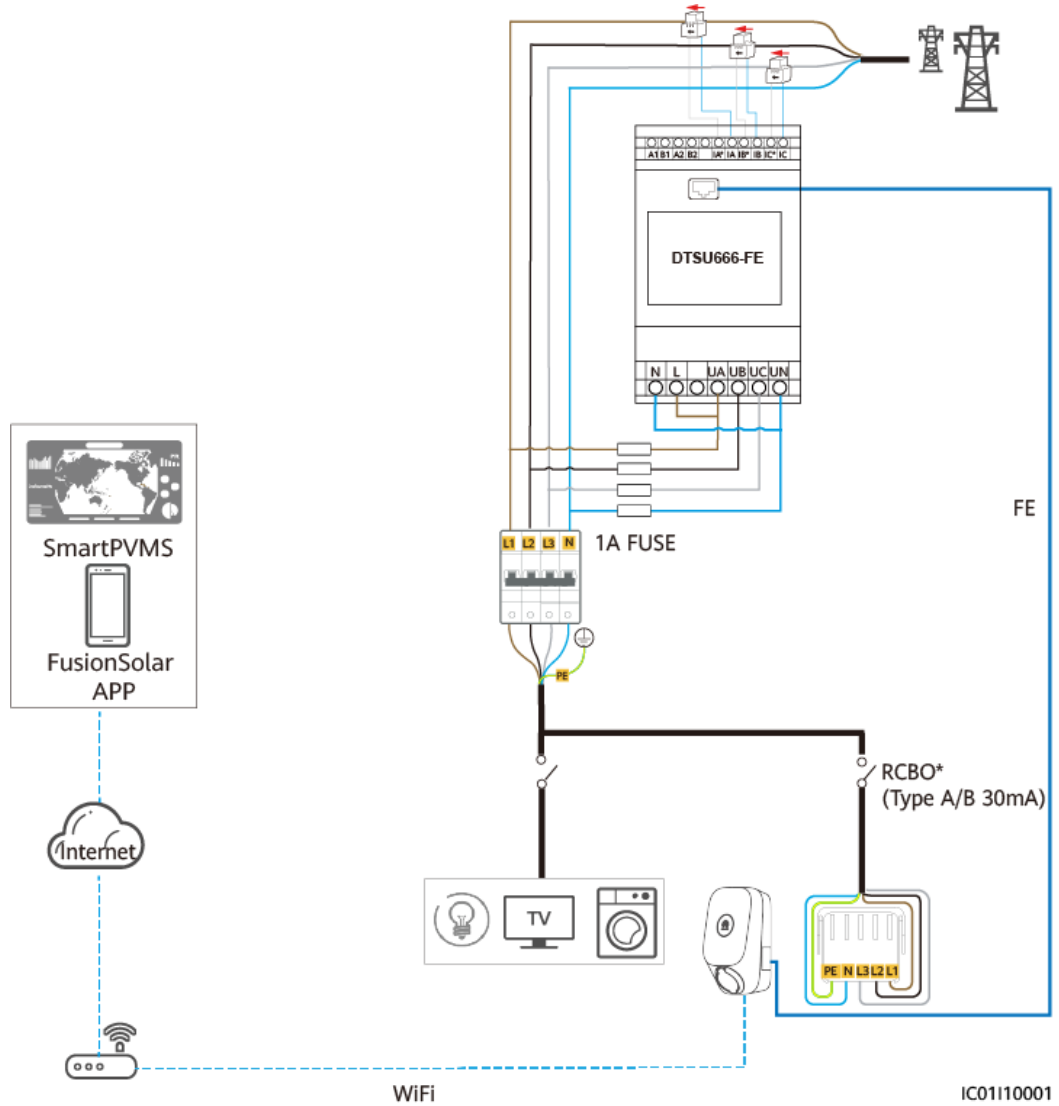 A1 B1 A2 B2 IA* IA IB* IB IC* IC
DTSU666-FE
N L UA UB UC UN
FE
L1 L2 L3 N
1A FUSE
PE
SmartPVMS
FusionSolar
APP
RCBO*
(Type A/B 30mA)
Internet
TV
PE N L3 L2 L1
WiFi
IC01I10001